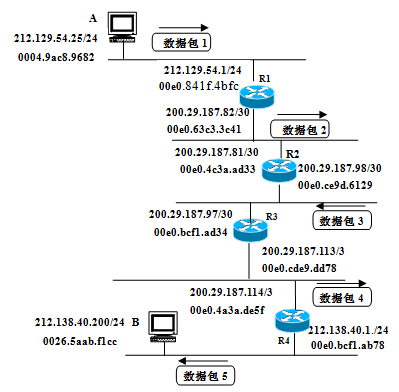 A
数据包 1
212.129.54.25/24
0004.9ac8.9682
212.129.54.1/24
R1
00e0.841f.4bfc
200.29.187.82/30
00e0.63c3.3c41
数据包 2
200.29.187.81/30
R2
00e0.4c3a.ad33
200.29.187.98/30
00e0.ce9d.6129
200.29.187.97/30
R3
数据包 3
00e0.bcf1.ad34
200.29.187.113/3
00e0.cde9.dd78
200.29.187.114/3
数据包 4
00e0.4a3a.de5f
B
212.138.40.200/24
212.138.40.1./24
0026.5aab.f1cc
R4
00e0.bcf1.ab78
数据包 5